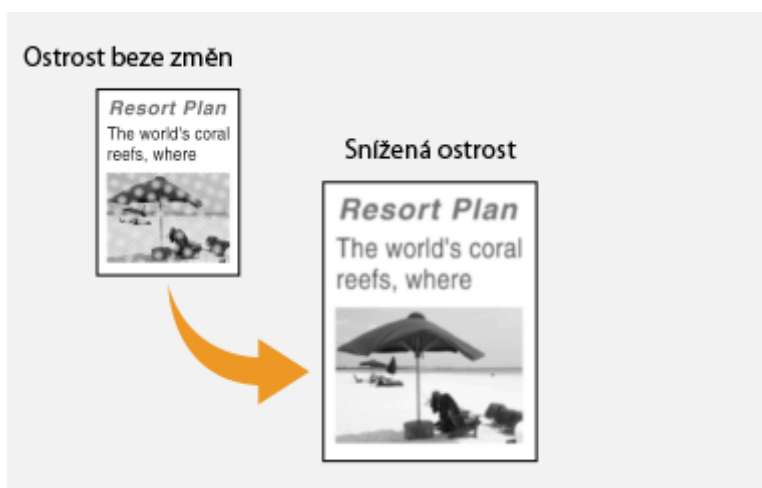 Ostrost beze změn
Resort Plan
The world's coral
reefs, where
Snížená ostrost
Resort Plan
The world's coral
reefs, where